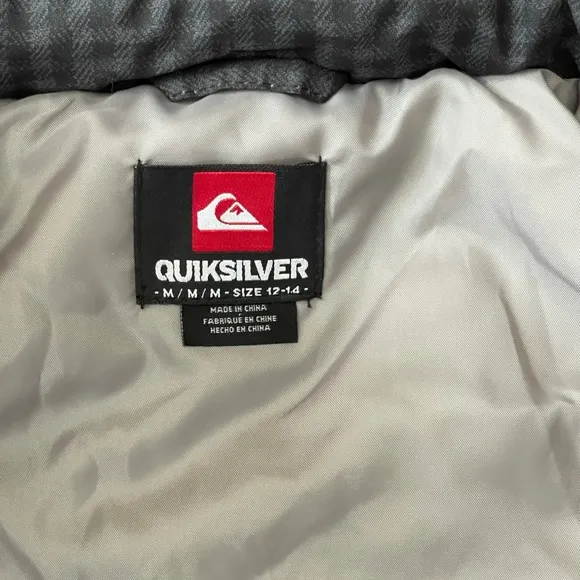 QUIKSILVER
- M / M / M - SIZE 12-14 -
MADE IN CHINA
FABRIQUÉ EN CHINE
HECHO EN CHINA